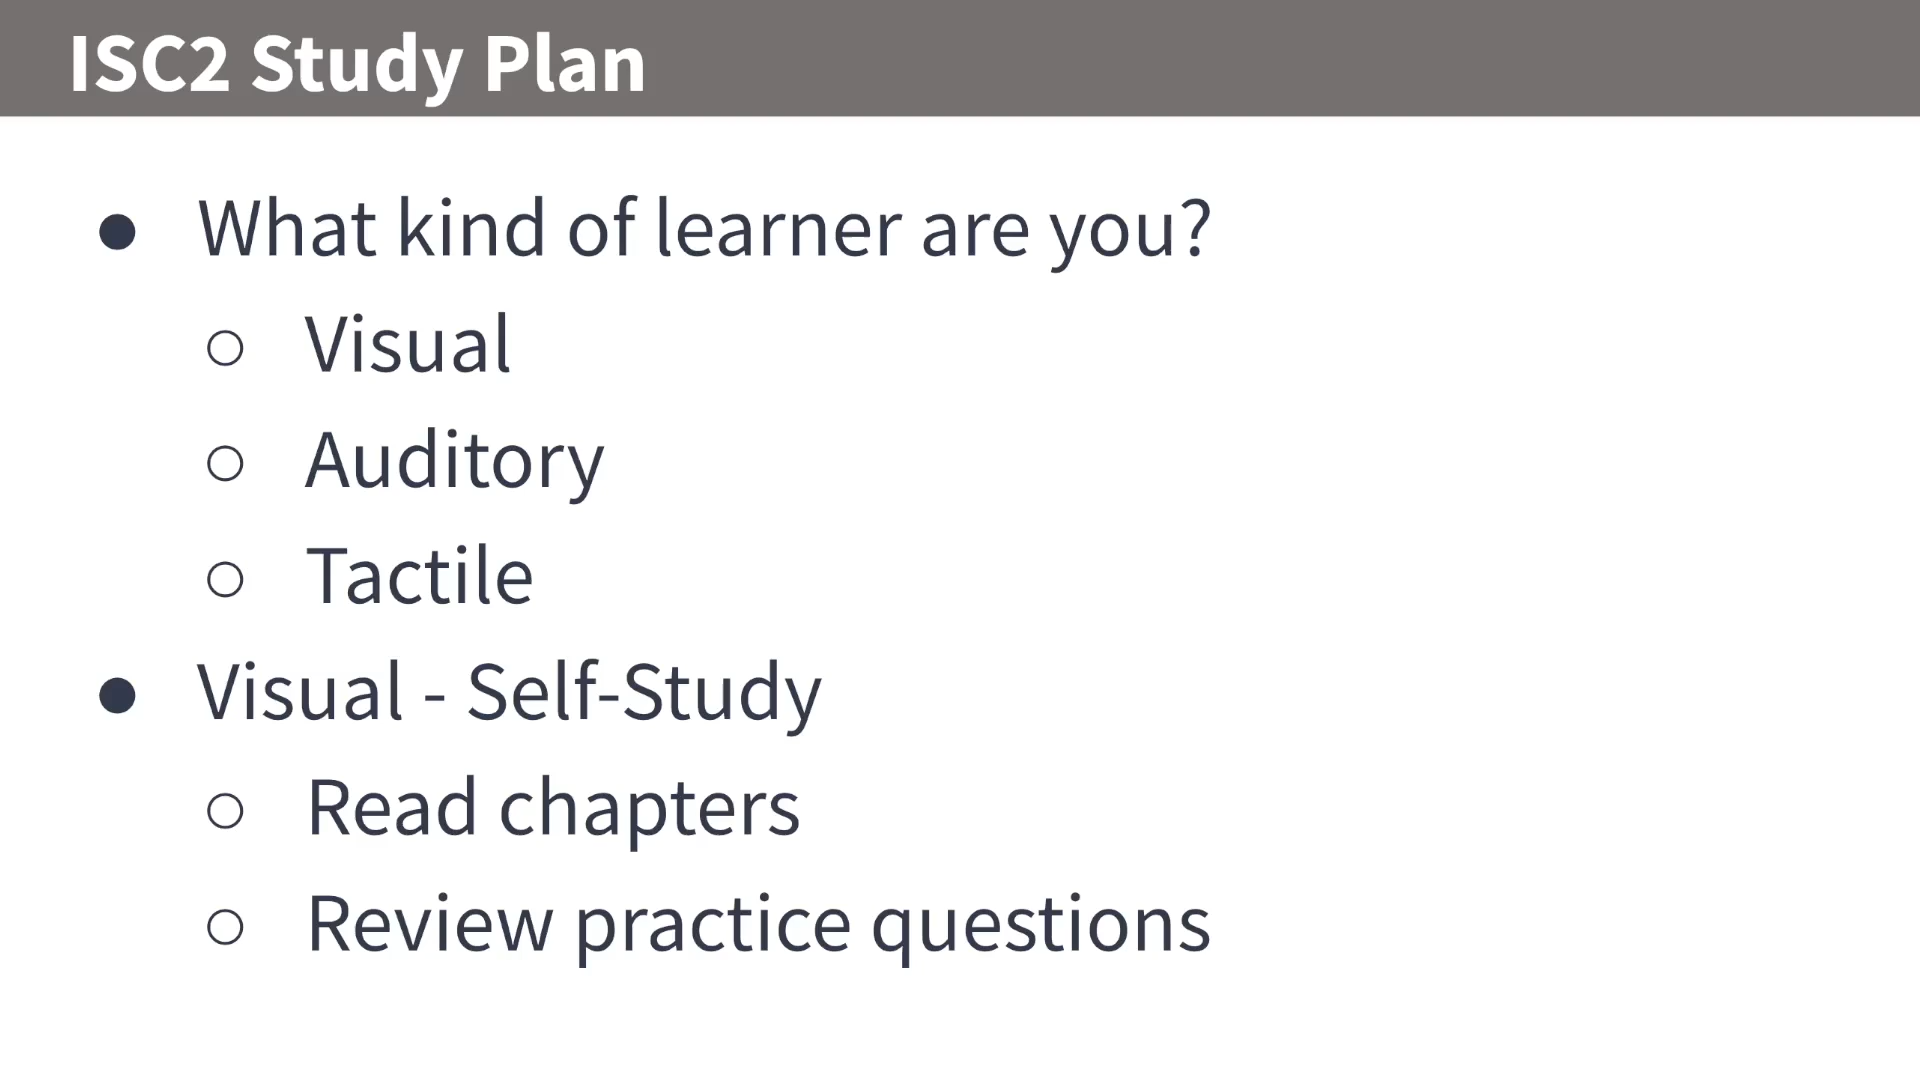 ISC2 Study Plan
● What kind of learner are you?
○ Visual
○ Auditory
○ Tactile
● Visual - Self-Study
○ Read chapters
○ Review practice questions